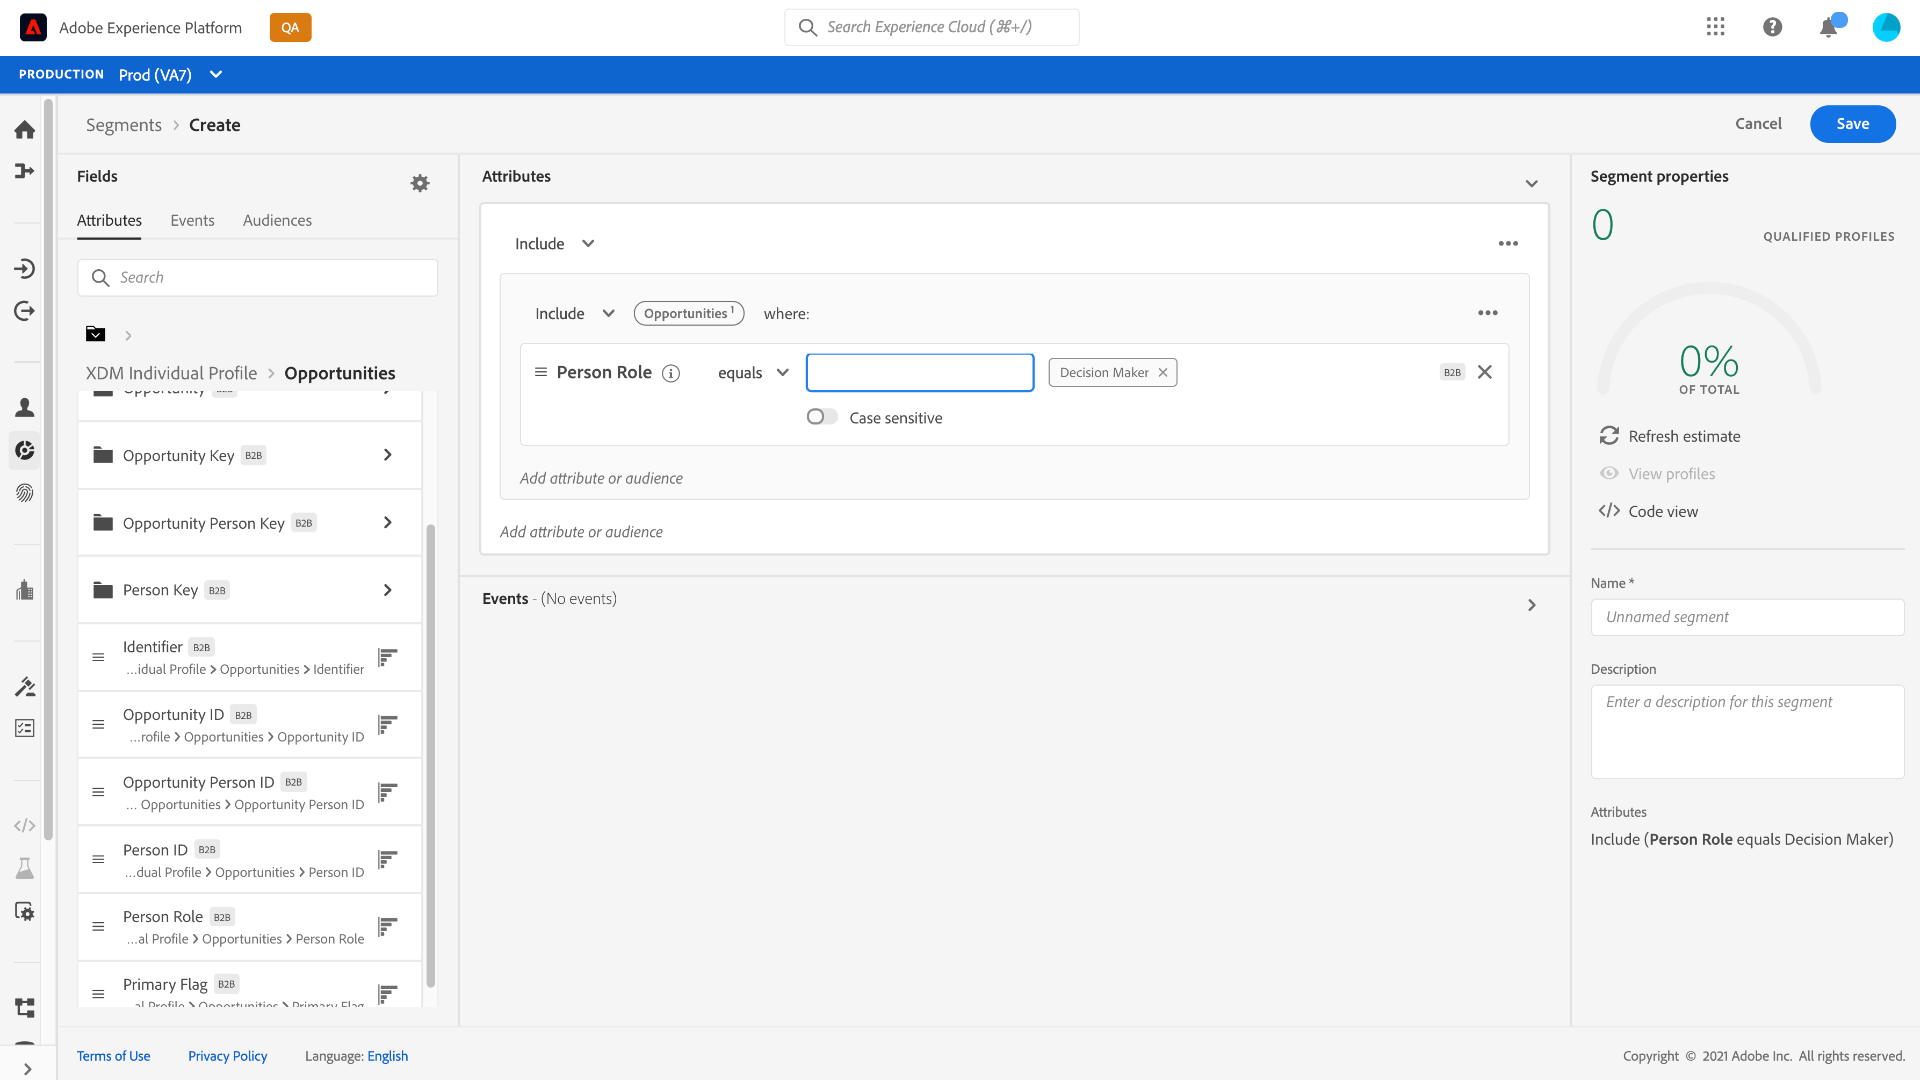 Adobe Experience Platform
QA
Search Experience Cloud (⌘+/)
PRODUCTION Prod (VA7)
Segments > Create
Cancel
Save
Fields
Attributes
Events
Audiences
Search
XDM Individual Profile > Opportunities
Opportunity B2B
Opportunity Key B2B
Opportunity Person Key B2B
Person Key B2B
Identifier B2B
...idual Profile > Opportunities > Identifier
Opportunity ID B2B
...rofile > Opportunities > Opportunity ID
Opportunity Person ID B2B
... Opportunities > Opportunity Person ID
Person ID B2B
...dual Profile > Opportunities > Person ID
Person Role B2B
...al Profile > Opportunities > Person Role
Primary Flag B2B
...al Profile > Opportunities > Primary Flag
Attributes
Include
Include Opportunities 1 where:
Person Role equals Decision Maker B2B
Case sensitive
Add attribute or audience
Add attribute or audience
Events - (No events)
Segment properties
0
QUALIFIED PROFILES
0%
OF TOTAL
Refresh estimate
View profiles
Code view
Name *
Unnamed segment
Description
Enter a description for this segment
Attributes
Include (Person Role equals Decision Maker)
Terms of Use
Privacy Policy
Language: English
Copyright © 2021 Adobe Inc. All rights reserved.